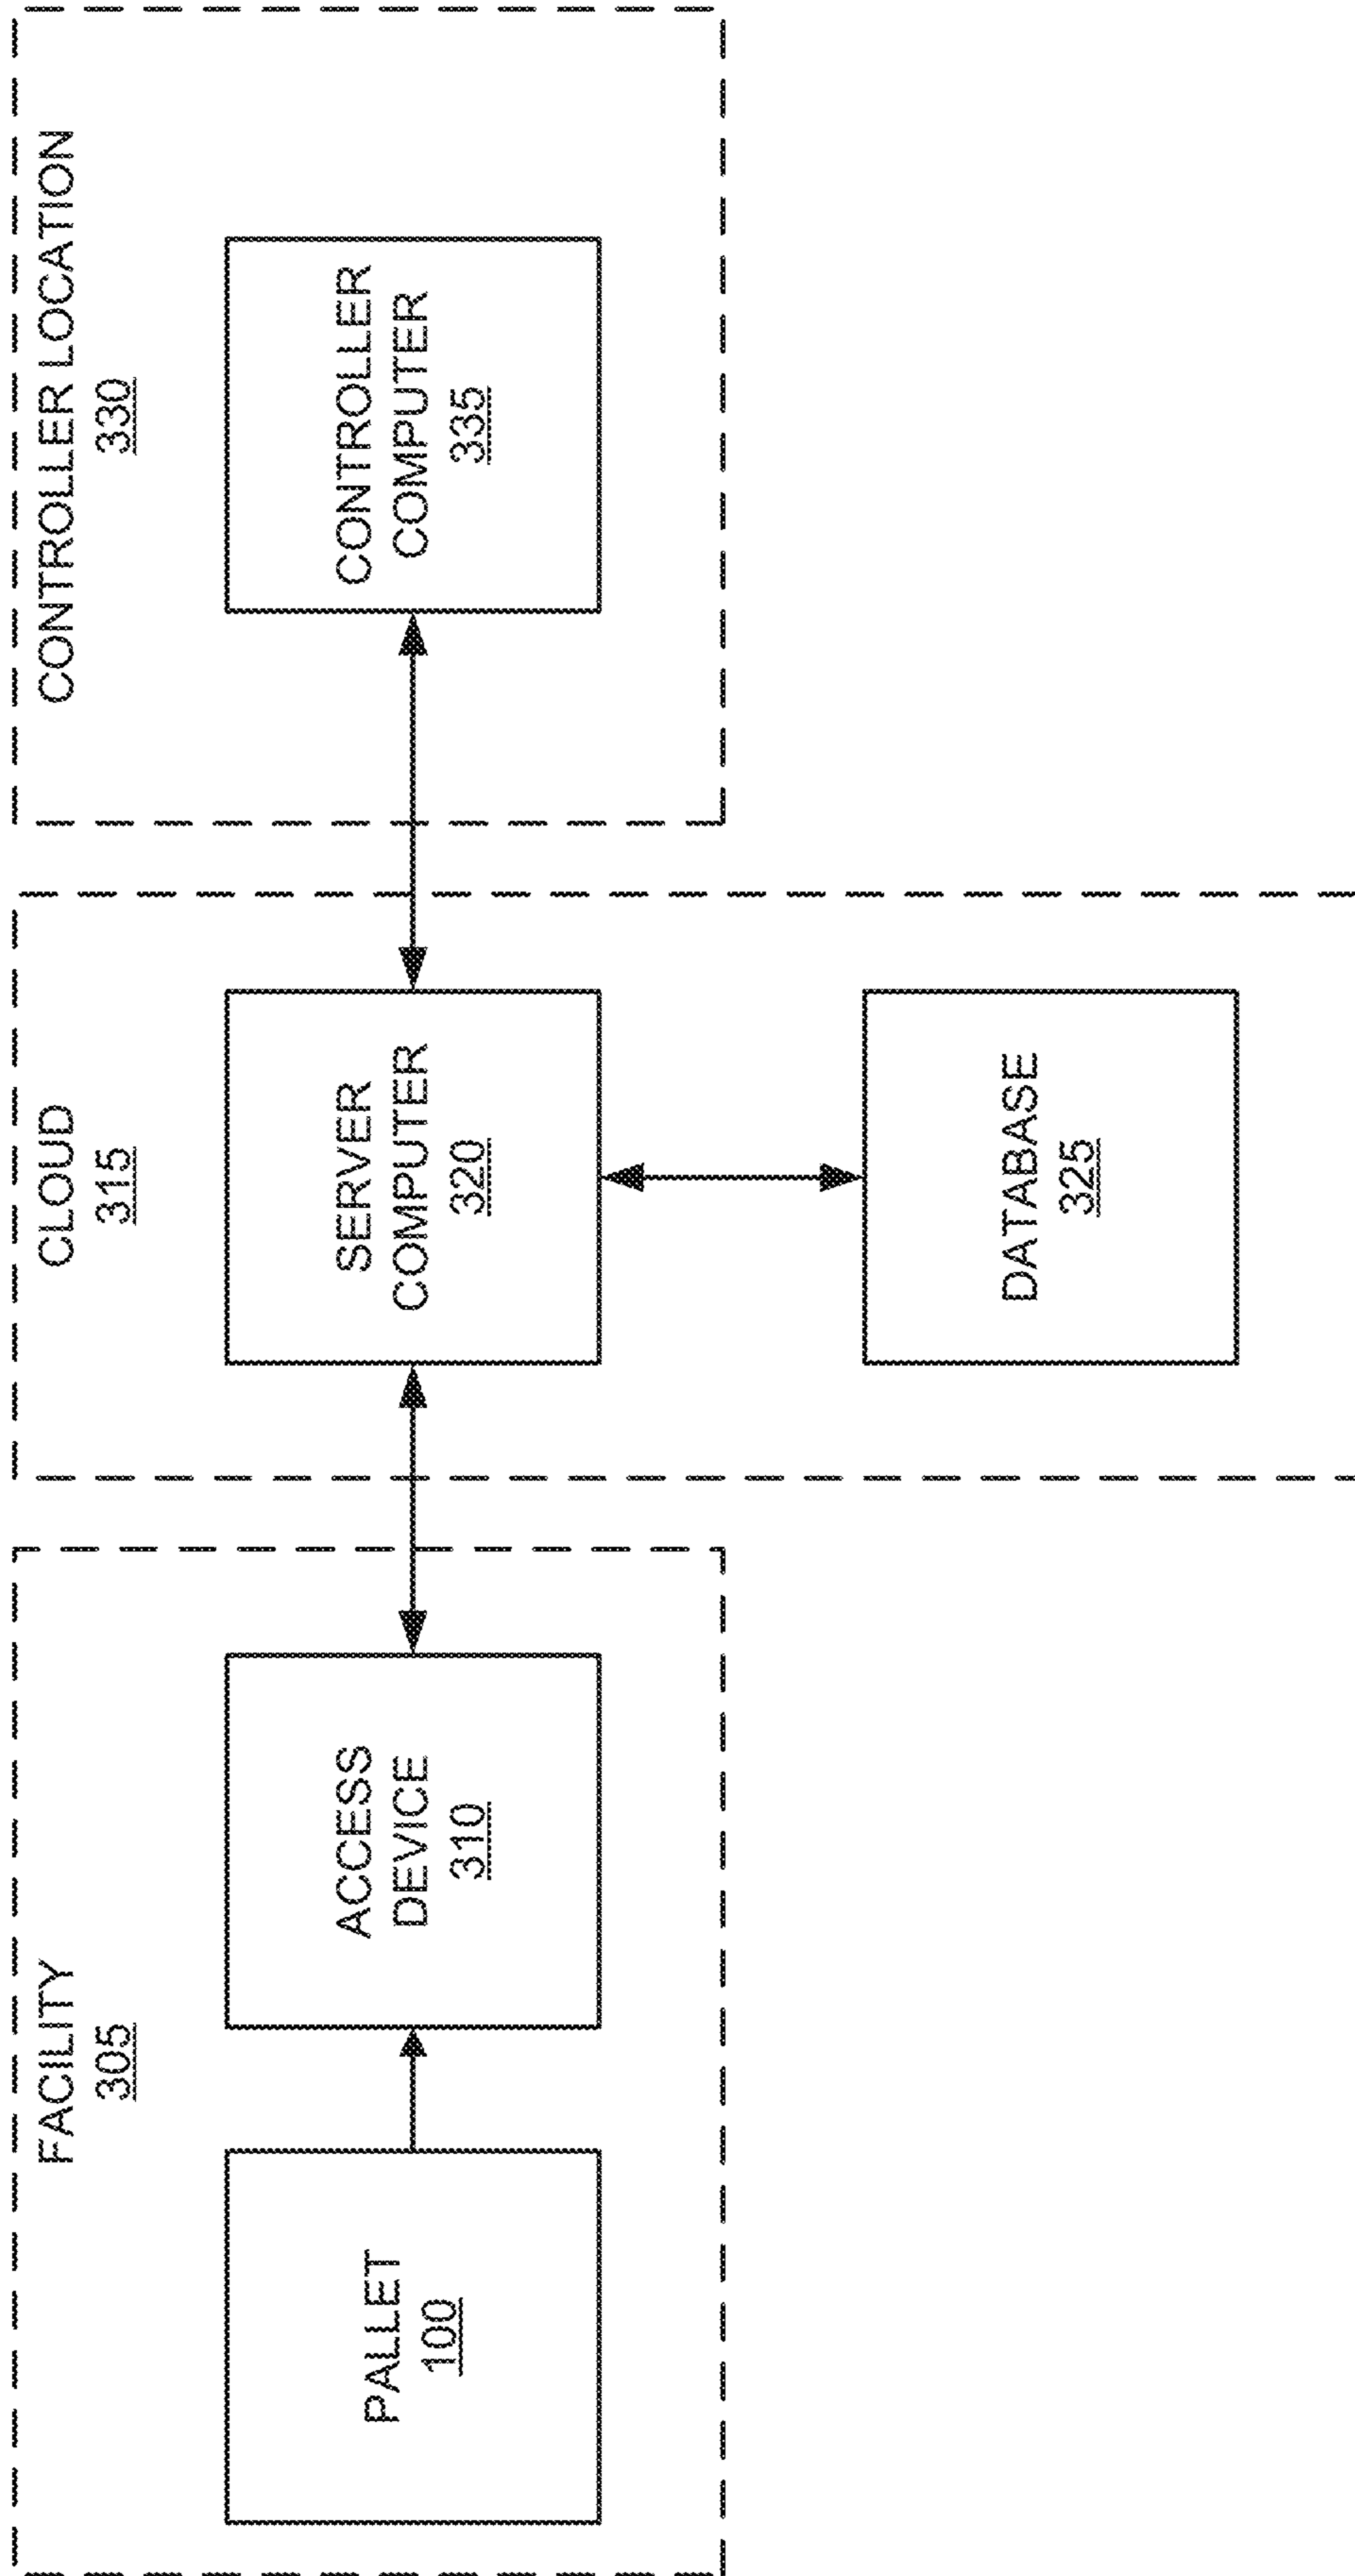 FACILITY
305
PALLET
100
ACCESS
DEVICE
310
CLOUD
315
SERVER
COMPUTER
320
DATABASE
325
CONTROLLER LOCATION
330
CONTROLLER
COMPUTER
335